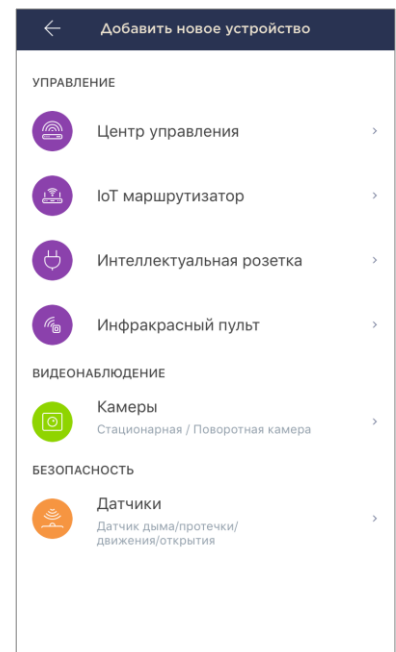 Добавить новое устройство
УПРАВЛЕНИЕ
Центр управления
IoT маршрутизатор
Интеллектуальная розетка
Инфракрасный пульт
ВИДЕОНАБЛЮДЕНИЕ
Камеры
Стационарная / Поворотная камера
БЕЗОПАСНОСТЬ
Датчики
Датчик дыма/протечки/
движения/открытия